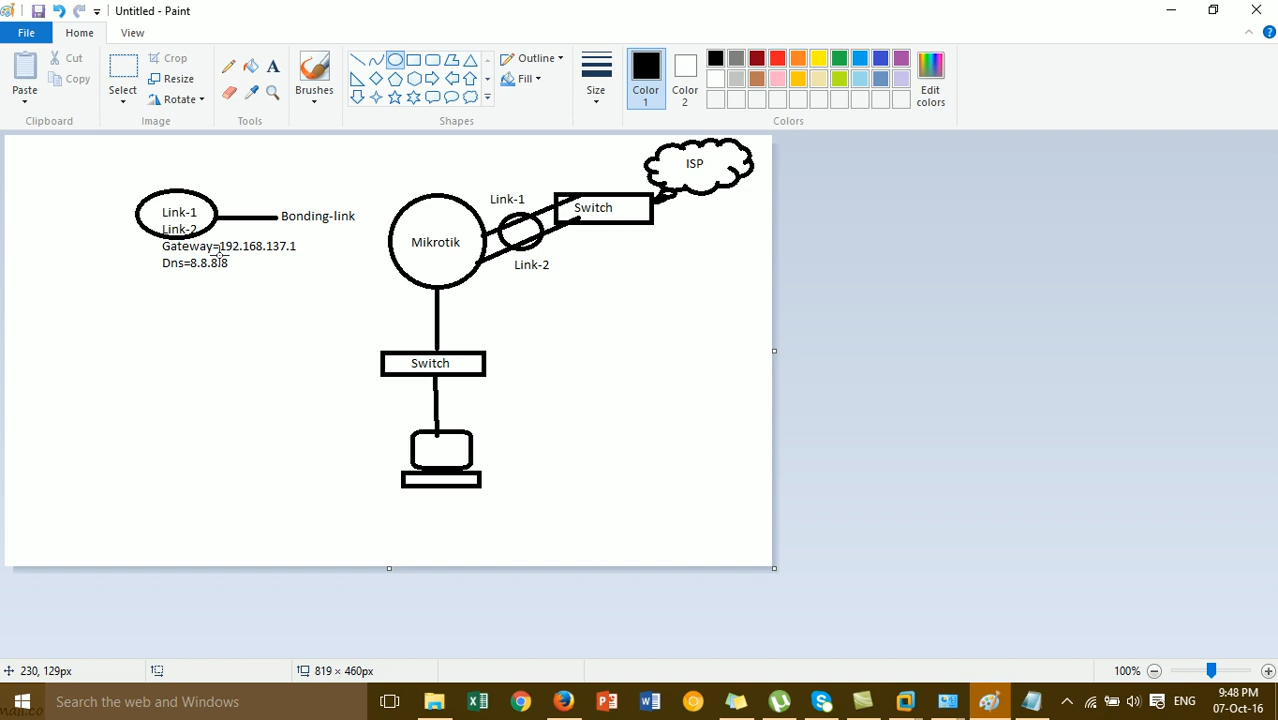 Untitled - Paint
File
Home
View
Paste
Cut
Copy
Clipboard
Select
Crop
Resize
Rotate
Image
Tools
Brushes
Shapes
Outline
Fill
Size
Color 1
Color 2
Edit colors
Colors
ISP
Link-1
Switch
Link-1
Bonding-link
Link-2
Mikrotik
Gateway=192.168.137.1
Link-2
Dns=8.8.8.8
Switch
230, 129px
819 × 460px
100%
Search the web and Windows
ENG
9:48 PM
07-Oct-16